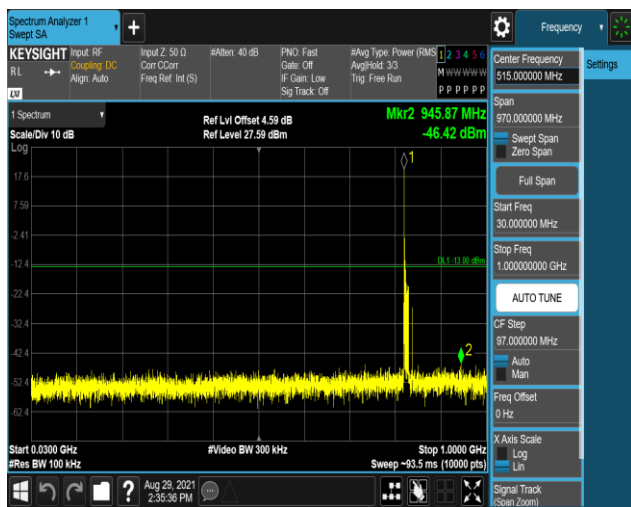 Spectrum Analyzer 1
Swept SA
+
Frequency
KEYSIGHT
RL
LXI
Input: RF
Coupling: DC
Align: Auto
Input Z: 50 Ω
Corr CCorr
Freq Ref: Int (S)
#Atten: 40 dB
PNO: Fast
Gate: Off
IF Gain: Low
Sig Track: Off
#Avg Type: Power (RMS
Avg|Hold: 3/3
Trig: Free Run
1 2 3 4 5 6
M W W W W W
P P P P P P
1 Spectrum
Scale/Div 10 dB
Log
Ref Lvl Offset 4.59 dB
Ref Level 27.59 dBm
Mkr2 945.87 MHz
-46.42 dBm
1
17.6
7.59
-2.41
DL1 -13.00 dBm
-12.4
-22.4
-32.4
-42.4
2
-52.4
-62.4
Start 0.0300 GHz
#Res BW 100 kHz
#Video BW 300 kHz
Stop 1.0000 GHz
Sweep ~93.5 ms (10000 pts)
?
Aug 29, 2021
2:35:36 PM
Center Frequency
515.000000 MHz
Settings
Span
970.000000 MHz
Swept Span
Zero Span
Full Span
Start Freq
30.000000 MHz
Stop Freq
1.000000000 GHz
AUTO TUNE
CF Step
97.000000 MHz
Auto
Man
Freq Offset
0 Hz
X Axis Scale
Log
Lin
Signal Track
(Span Zoom)